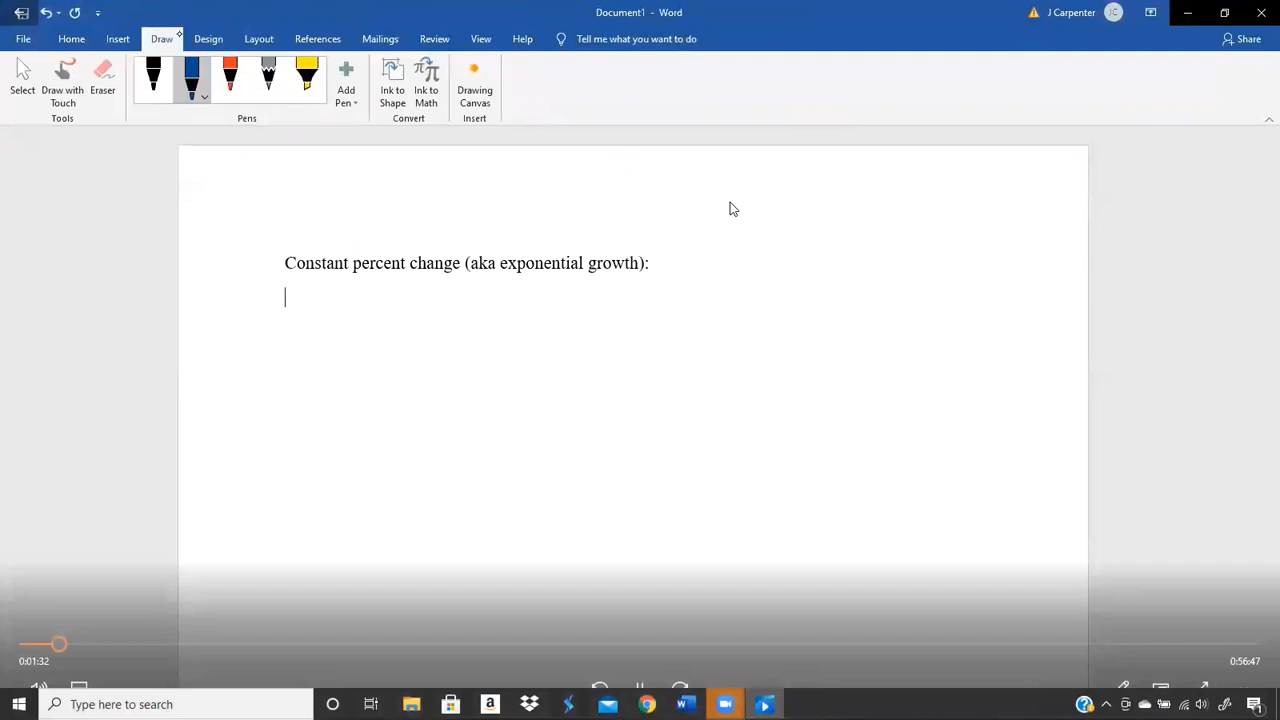 Document1 - Word
J Carpenter JC
File Home Insert Draw Design Layout References Mailings Review View Help Tell me what you want to do Share
Select Draw with Touch Eraser Add Pen Ink to Shape Ink to Math Drawing Canvas
Tools Pens Convert Insert
Constant percent change (aka exponential growth):
0:01:32 0:56:47
Type here to search